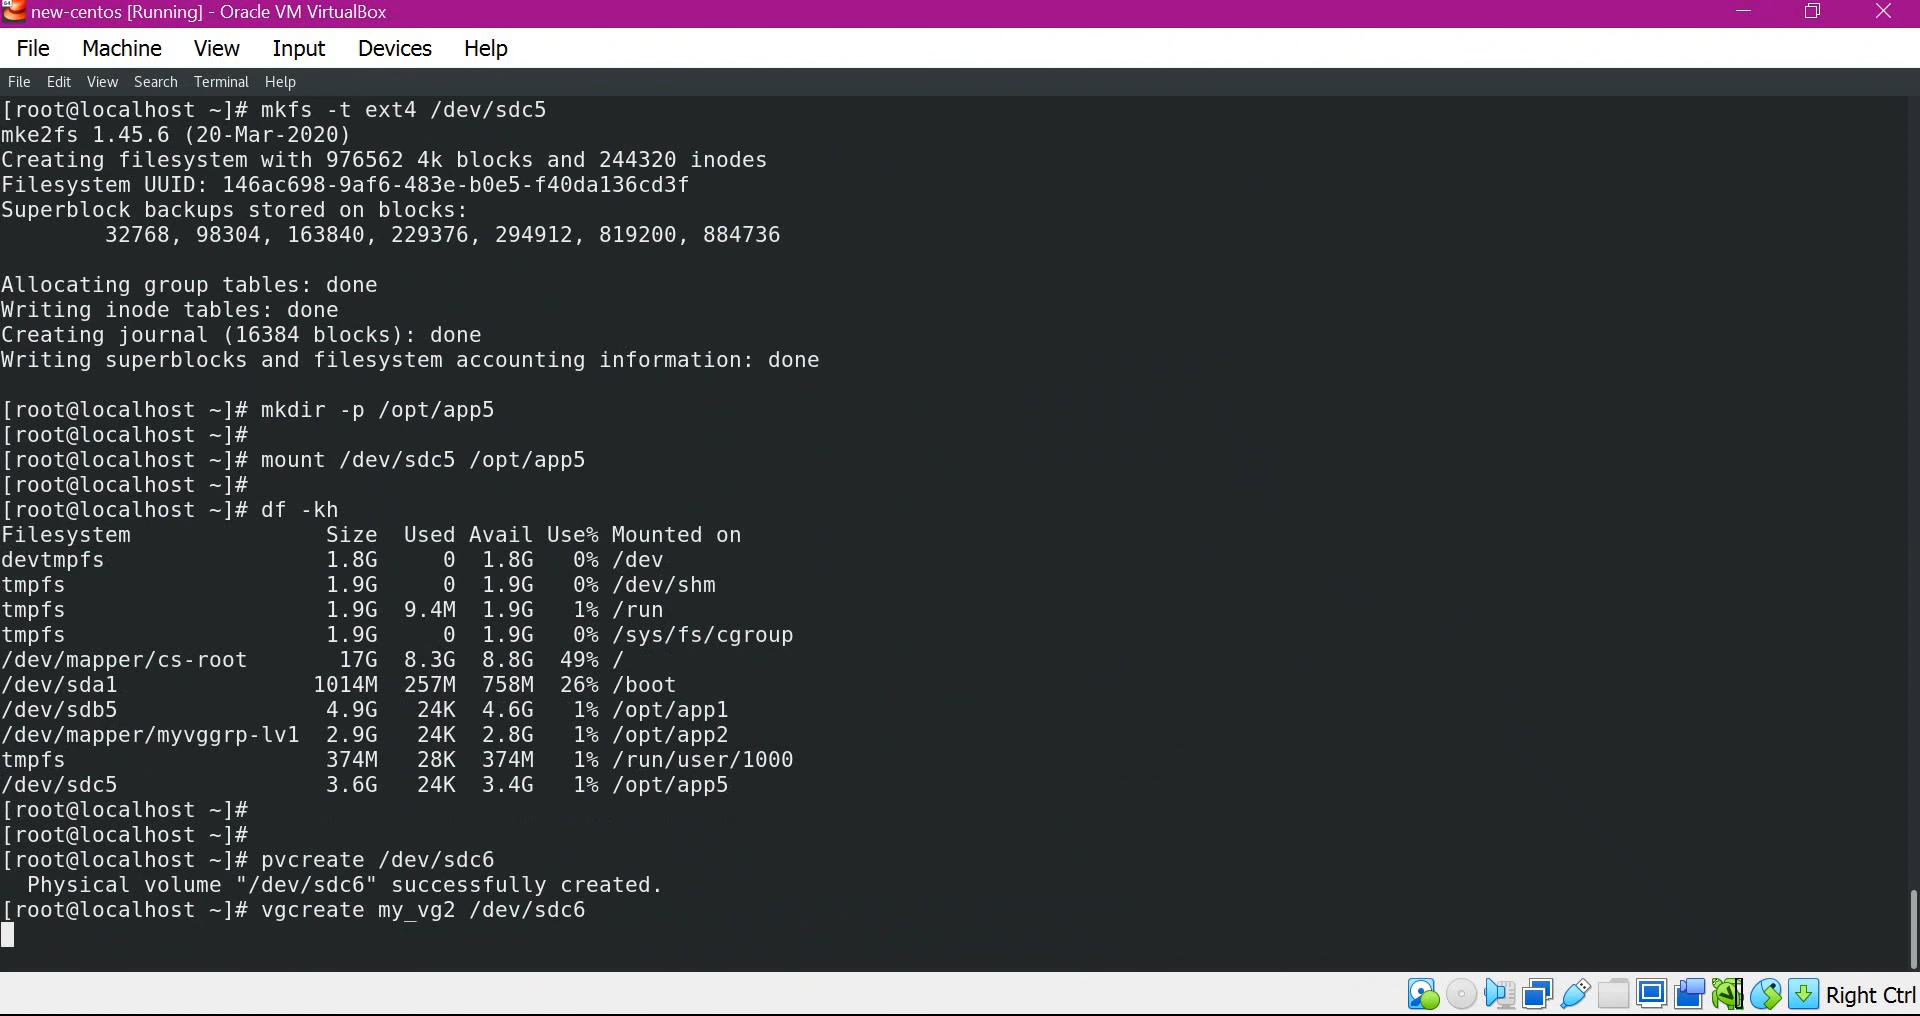 new-centos [Running] - Oracle VM VirtualBox
File Machine View Input Devices Help
File Edit View Search Terminal Help
[root@localhost ~]# mkfs -t ext4 /dev/sdc5
mke2fs 1.45.6 (20-Mar-2020)
Creating filesystem with 976562 4k blocks and 244320 inodes
Filesystem UUID: 146ac698-9af6-483e-b0e5-f40da136cd3f
Superblock backups stored on blocks:
        32768, 98304, 163840, 229376, 294912, 819200, 884736
Allocating group tables: done
Writing inode tables: done
Creating journal (16384 blocks): done
Writing superblocks and filesystem accounting information: done
[root@localhost ~]# mkdir -p /opt/app5
[root@localhost ~]#
[root@localhost ~]# mount /dev/sdc5 /opt/app5
[root@localhost ~]#
[root@localhost ~]# df -kh
Filesystem               Size  Used Avail Use% Mounted on
devtmpfs                 1.8G     0  1.8G   0% /dev
tmpfs                    1.9G     0  1.9G   0% /dev/shm
tmpfs                    1.9G  9.4M  1.9G   1% /run
tmpfs                    1.9G     0  1.9G   0% /sys/fs/cgroup
/dev/mapper/cs-root       17G  8.3G  8.8G  49% /
/dev/sda1               1014M  257M  758M  26% /boot
/dev/sdb5                4.9G   24K  4.6G   1% /opt/app1
/dev/mapper/myvggrp-lv1  2.9G   24K  2.8G   1% /opt/app2
tmpfs                    374M   28K  374M   1% /run/user/1000
/dev/sdc5                3.6G   24K  3.4G   1% /opt/app5
[root@localhost ~]#
[root@localhost ~]#
[root@localhost ~]# pvcreate /dev/sdc6
  Physical volume "/dev/sdc6" successfully created.
[root@localhost ~]# vgcreate my_vg2 /dev/sdc6
Right Ctrl